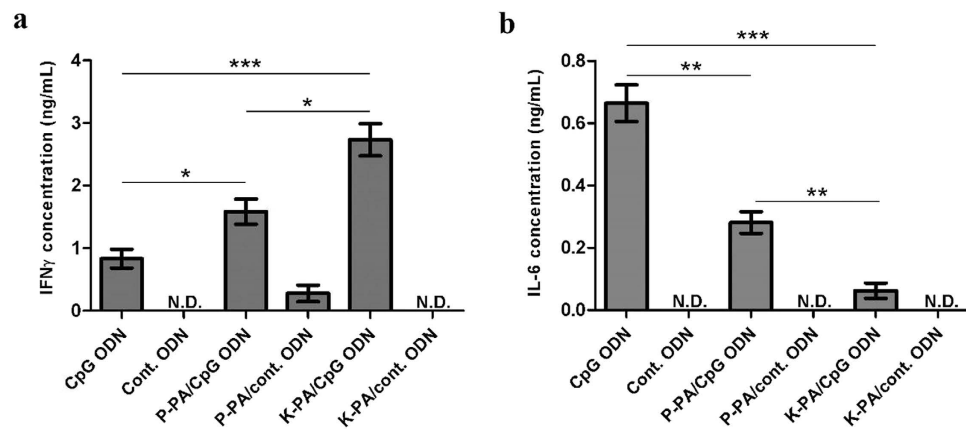 a
IFNγ concentration (ng/mL)
4
3
2
1
0
***
*
*
N.D.
N.D.
CpG ODN
Cont. ODN
P-PA/CpG ODN
P-PA/cont. ODN
K-PA/CpG ODN
K-PA/cont. ODN
b
IL-6 concentration (ng/mL)
0.8
0.6
0.4
0.2
0.0
***
**
**
N.D.
N.D.
N.D.
CpG ODN
Cont. ODN
P-PA/CpG ODN
P-PA/cont. ODN
K-PA/CpG ODN
K-PA/cont. ODN